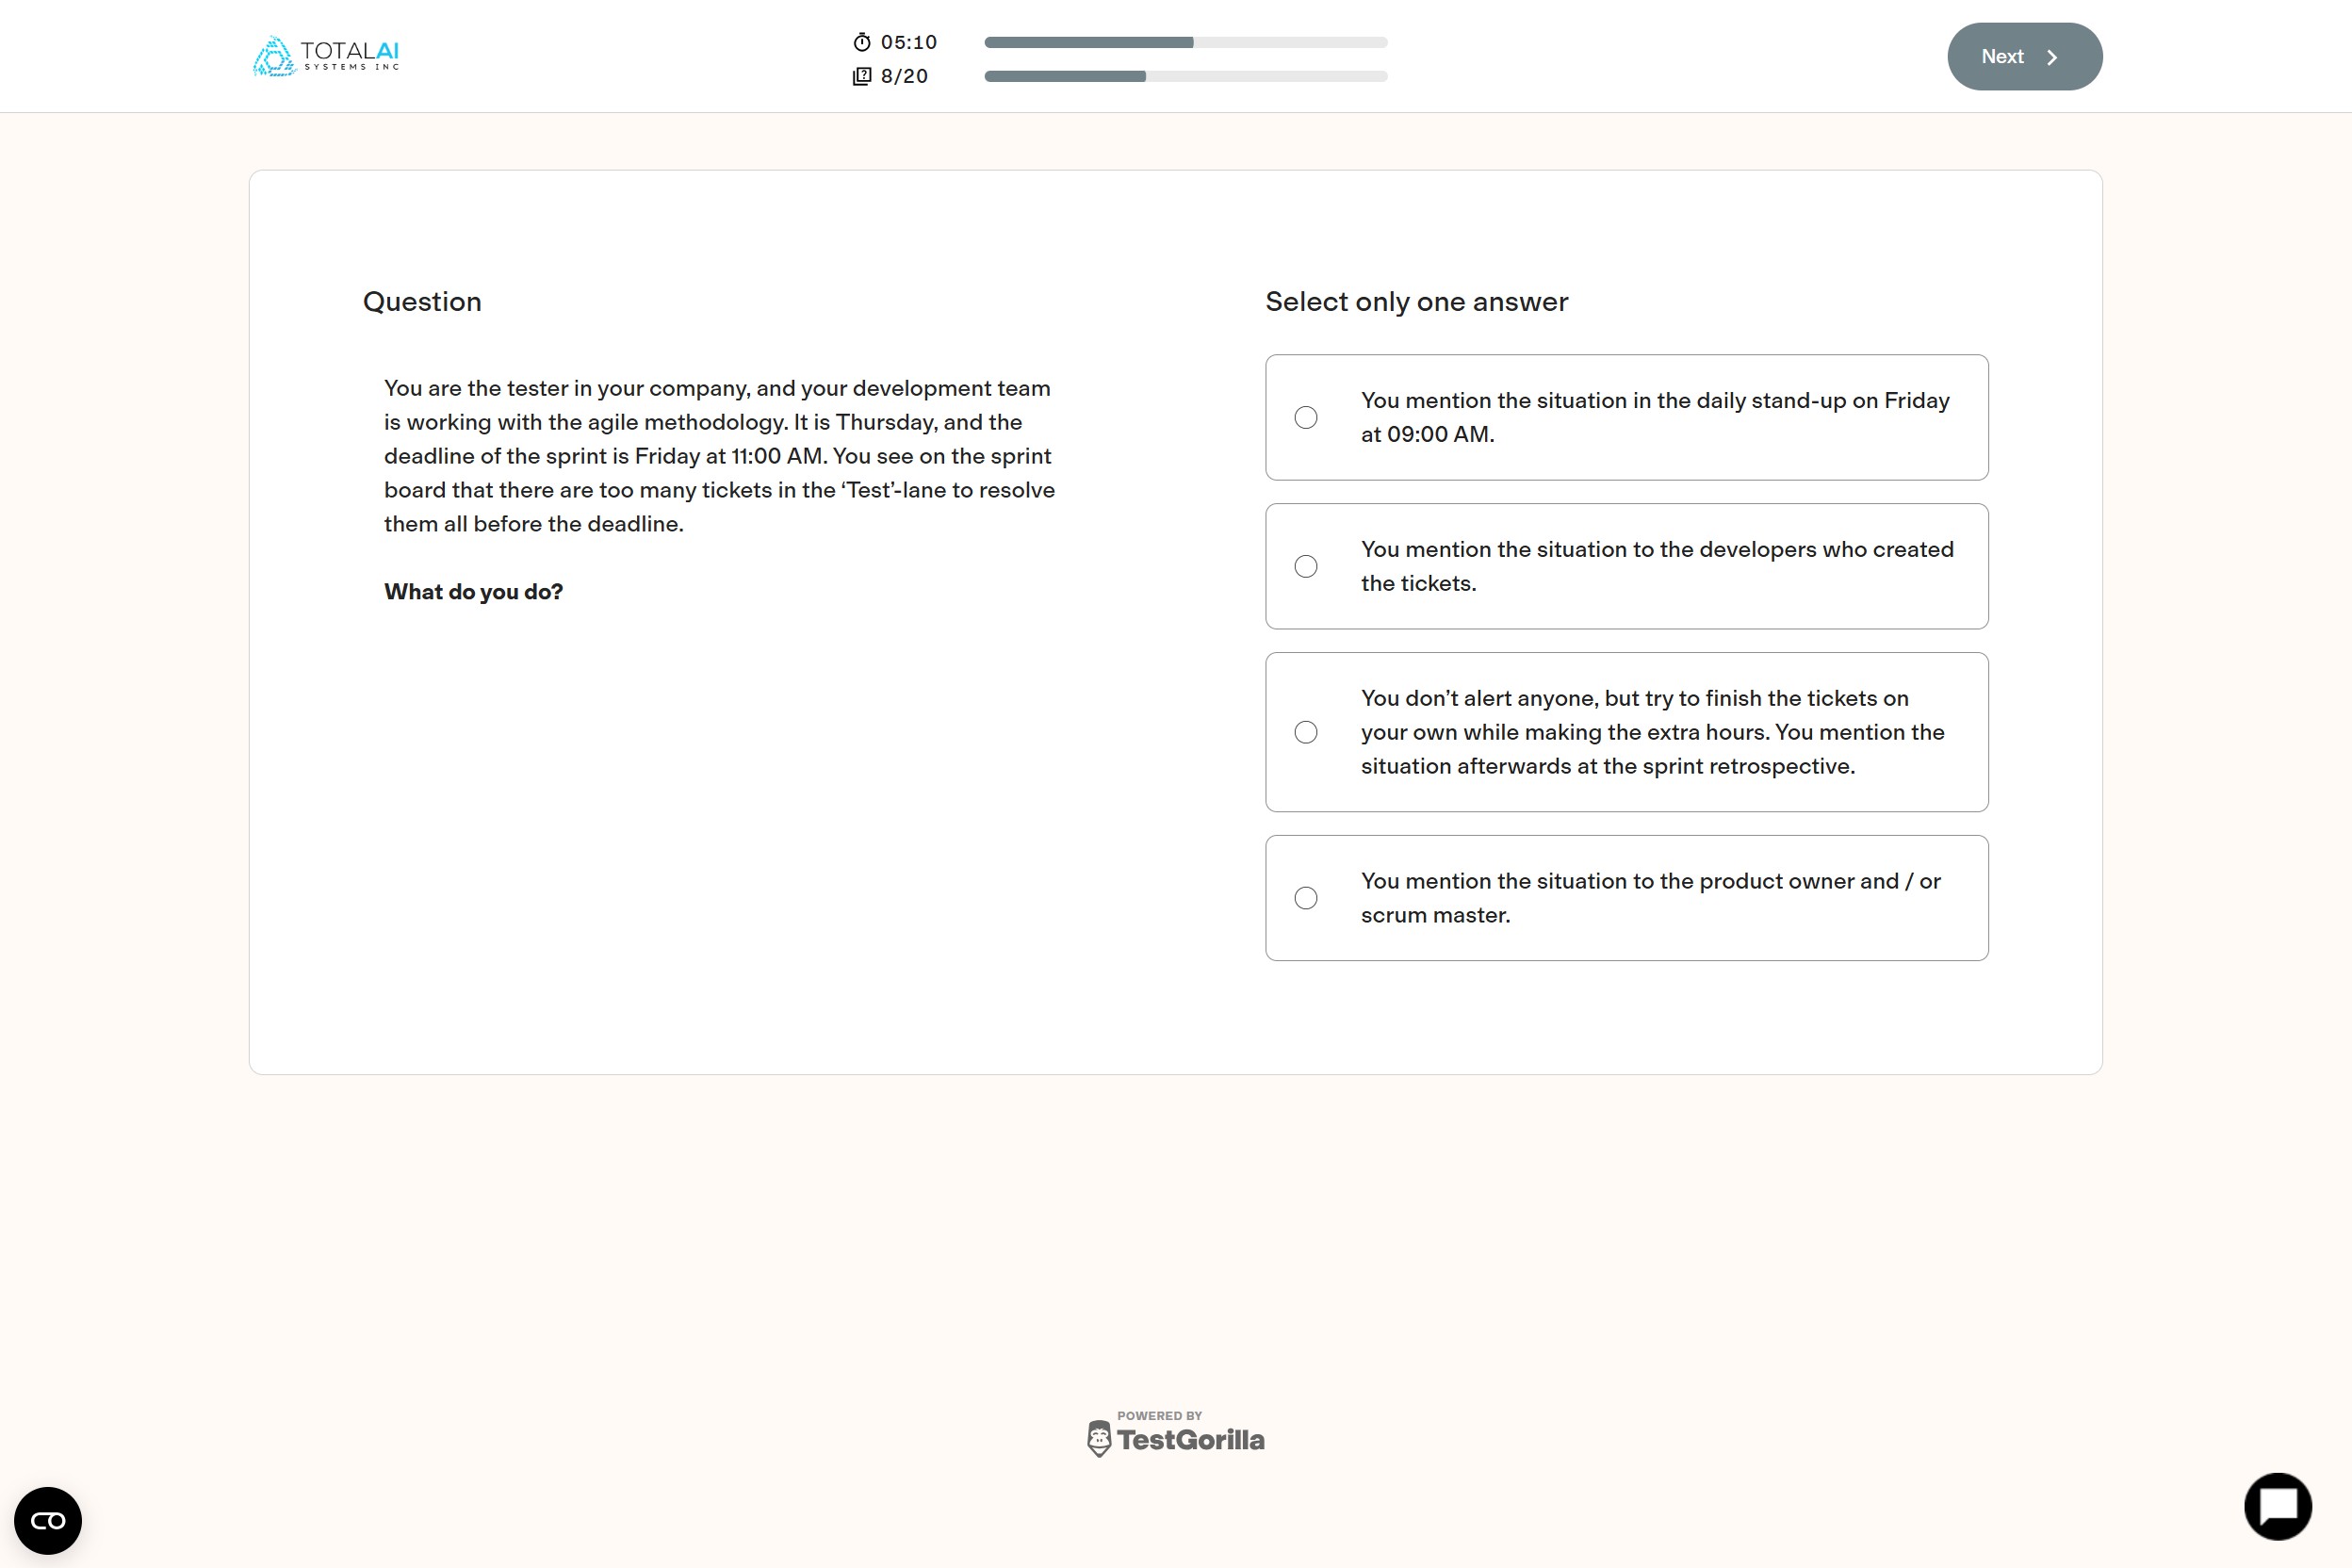 TOTALAI
SYSTEMS INC
05:10
8/20
Next
Question
You are the tester in your company, and your development team
is working with the agile methodology. It is Thursday, and the
deadline of the sprint is Friday at 11:00 AM. You see on the sprint
board that there are too many tickets in the ‘Test’-lane to resolve
them all before the deadline.
What do you do?
Select only one answer
You mention the situation in the daily stand-up on Friday
at 09:00 AM.
You mention the situation to the developers who created
the tickets.
You don’t alert anyone, but try to finish the tickets on
your own while making the extra hours. You mention the
situation afterwards at the sprint retrospective.
You mention the situation to the product owner and / or
scrum master.
POWERED BY
TestGorilla